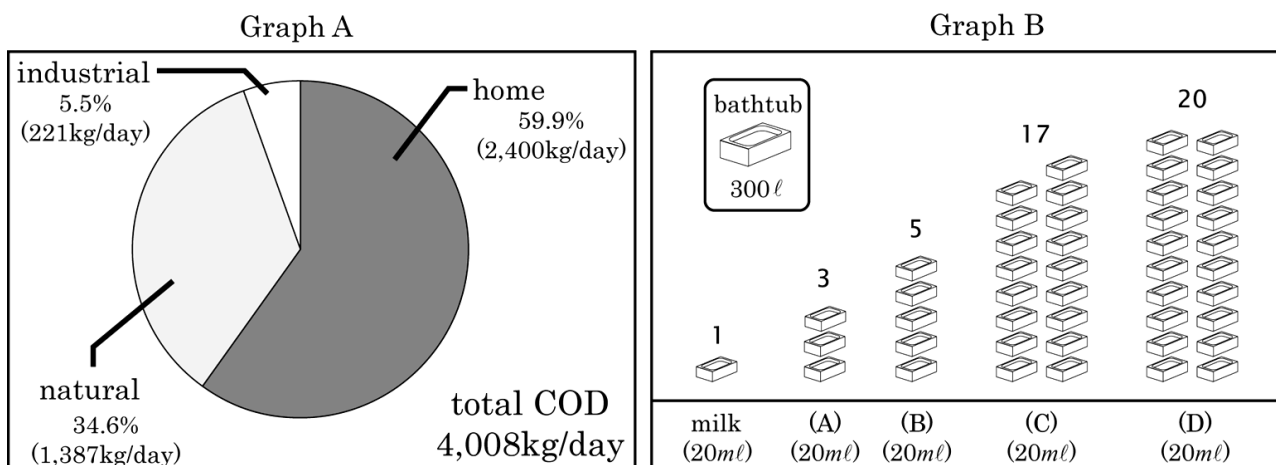 Graph A
industrial
5.5%
(221kg/day)
home
59.9%
(2,400kg/day)
natural
34.6%
(1,387kg/day)
total COD
4,008kg/day
Graph B
bathtub
300ℓ
1
3
5
17
20
milk
(20mℓ)
(A)
(20mℓ)
(B)
(20mℓ)
(C)
(20mℓ)
(D)
(20mℓ)